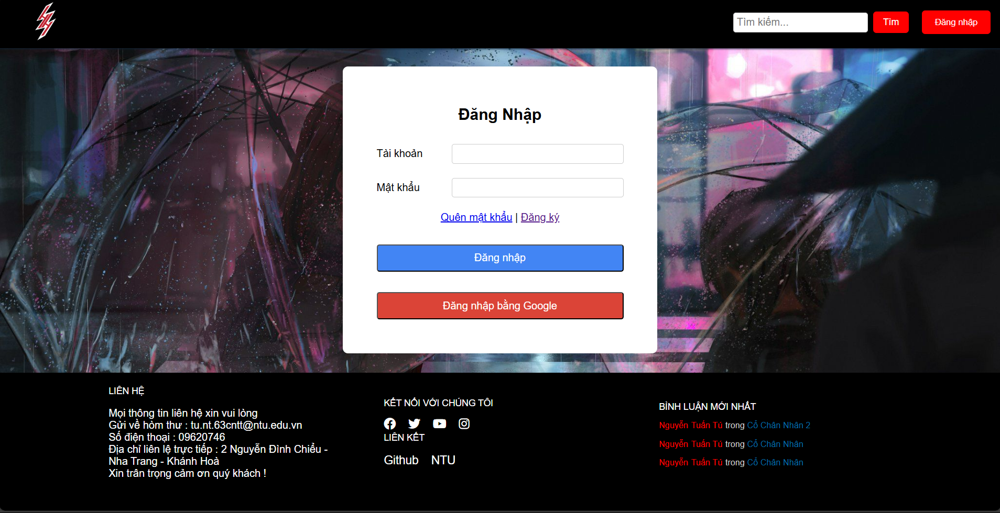 Tìm kiếm...
Tìm
Đăng nhập
Đăng Nhập
Tài khoản
Mật khẩu
Quên mật khẩu | Đăng ký
Đăng nhập
Đăng nhập bằng Google
LIÊN HỆ
Mọi thông tin liên hệ xin vui lòng
Gửi về hòm thư : tu.nt.63cntt@ntu.edu.vn
Số điện thoại : 09620746
Địa chỉ liên lệ trực tiếp : 2 Nguyễn Đình Chiểu -
Nha Trang - Khánh Hoà
Xin trân trọng cảm ơn quý khách !
KẾT NỐI VỚI CHÚNG TÔI
LIÊN KẾT
Github NTU
BÌNH LUẬN MỚI NHẤT
Nguyễn Tuấn Tú trong Cổ Chân Nhân 2
Nguyễn Tuấn Tú trong Cổ Chân Nhân
Nguyễn Tuấn Tú trong Cổ Chân Nhân